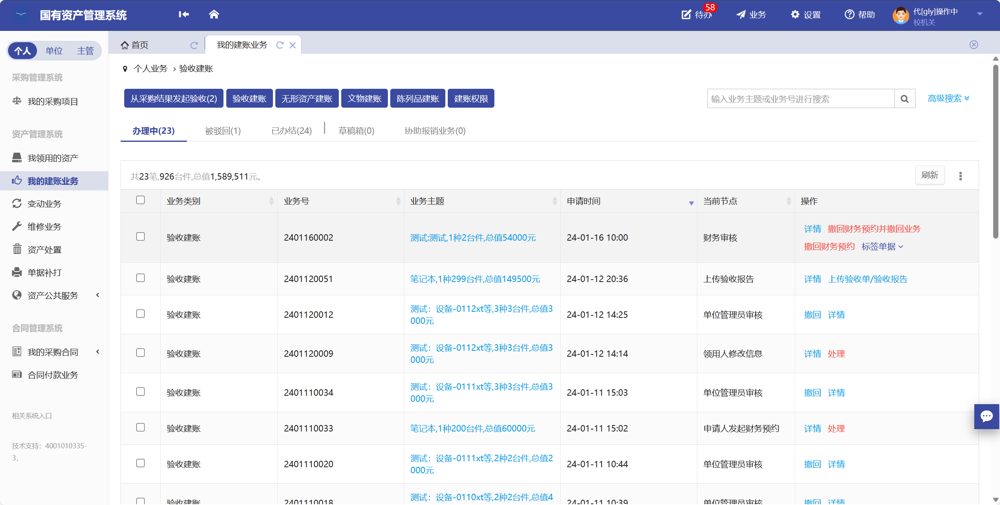 国有资产管理系统
待办
58
业务
设置
帮助
代[gly]操作中
校机关
个人
单位
主管
首页
我的建账业务
采购管理系统
我的采购项目
资产管理系统
我领用的资产
我的建账业务
变动业务
维修业务
资产处置
单据补打
资产公共服务
合同管理系统
我的采购合同
合同付款业务
相关系统入口
技术支持：4001010335-
3，
个人业务 > 验收建账
从采购结果发起验收(2)
验收建账
无形资产建账
文物建账
陈列品建账
建账权限
输入业务主题或业务号进行搜索
高级搜索
办理中(23)
被驳回(1)
已办结(24)
草稿箱(0)
协助报销业务(0)
共23笔,926台件,总值1,589,511元。
刷新
业务类别
业务号
业务主题
申请时间
当前节点
操作
验收建账
2401160002
测试:测试,1种2台件,总值54000元
24-01-16 10:00
财务审核
详情 撤回财务预约并撤回业务
撤回财务预约 标签单据
验收建账
2401120051
笔记本,1种299台件,总值149500元
24-01-12 20:36
上传验收报告
详情 上传验收单/验收报告
验收建账
2401120012
测试：设备-0112xt等,3种3台件,总值3
000元
24-01-12 14:25
单位管理员审核
撤回 详情
验收建账
2401120009
测试：设备-0112xt等,3种3台件,总值3
000元
24-01-12 14:14
领用人修改信息
详情 处理
验收建账
2401110034
测试：设备-0111xt等,3种3台件,总值3
000元
24-01-11 15:03
单位管理员审核
撤回 详情
验收建账
2401110033
笔记本,1种200台件,总值60000元
24-01-11 15:02
申请人发起财务预约
详情 处理
验收建账
2401110020
测试：设备-0111xt等,2种2台件,总值2
000元
24-01-11 10:44
单位管理员审核
撤回 详情
验收建账
2401110018
测试：设备-0110xt等,2种2台件,总值4
24-01-11 10:39
单位管理员审核
撤回 详情